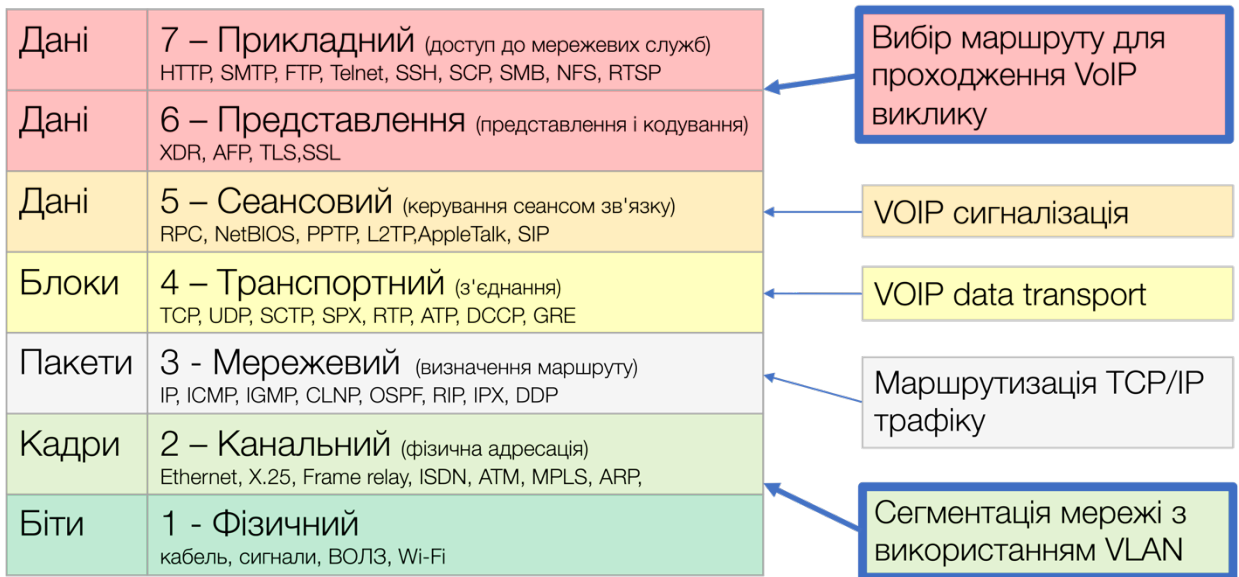 Дані
7 – Прикладний (доступ до мережевих служб)
HTTP, SMTP, FTP, Telnet, SSH, SCP, SMB, NFS, RTSP
Дані
6 – Представлення (представлення і кодування)
XDR, AFP, TLS,SSL
Дані
5 – Сеансовий (керування сеансом зв'язку)
RPC, NetBIOS, PPTP, L2TP,AppleTalk, SIP
Блоки
4 – Транспортний (з'єднання)
TCP, UDP, SCTP, SPX, RTP, ATP, DCCP, GRE
Пакети
3 - Мережевий (визначення маршруту)
IP, ICMP, IGMP, CLNP, OSPF, RIP, IPX, DDP
Кадри
2 – Канальний (фізична адресація)
Ethernet, X.25, Frame relay, ISDN, ATM, MPLS, ARP,
Біти
1 - Фізичний
кабель, сигнали, ВОЛЗ, Wi-Fi
Вибір маршруту для
проходження VoIP
виклику
VOIP сигналізація
VOIP data transport
Маршрутизація TCP/IP
трафіку
Сегментація мережі з
використанням VLAN